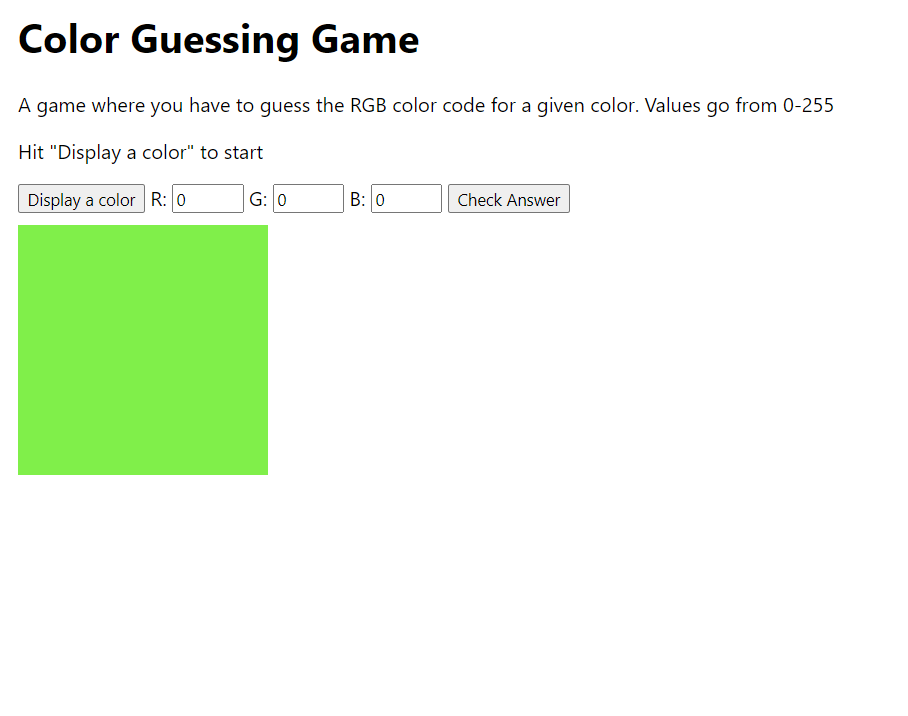 Color Guessing Game
A game where you have to guess the RGB color code for a given color. Values go from 0-255
Hit "Display a color" to start
Display a color R: 0 G: 0 B: 0 Check Answer